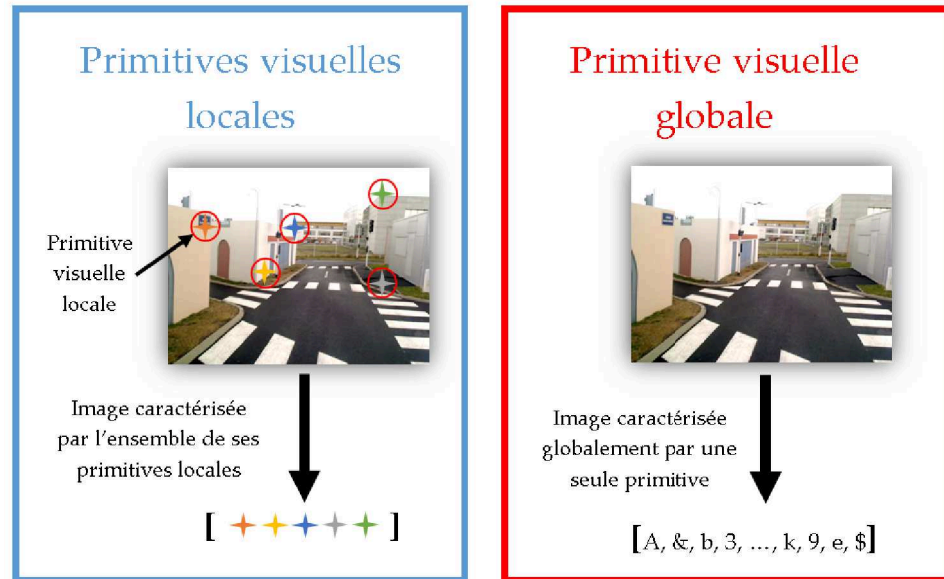 Primitives visuelles
locales
Primitive
visuelle
locale
Image caractérisée
par l'ensemble de ses
primitives locales
[ ]
Primitive visuelle
globale
Image caractérisée
globalement par une
seule primitive
[A, &, b, 3, ..., k, 9, e, $]